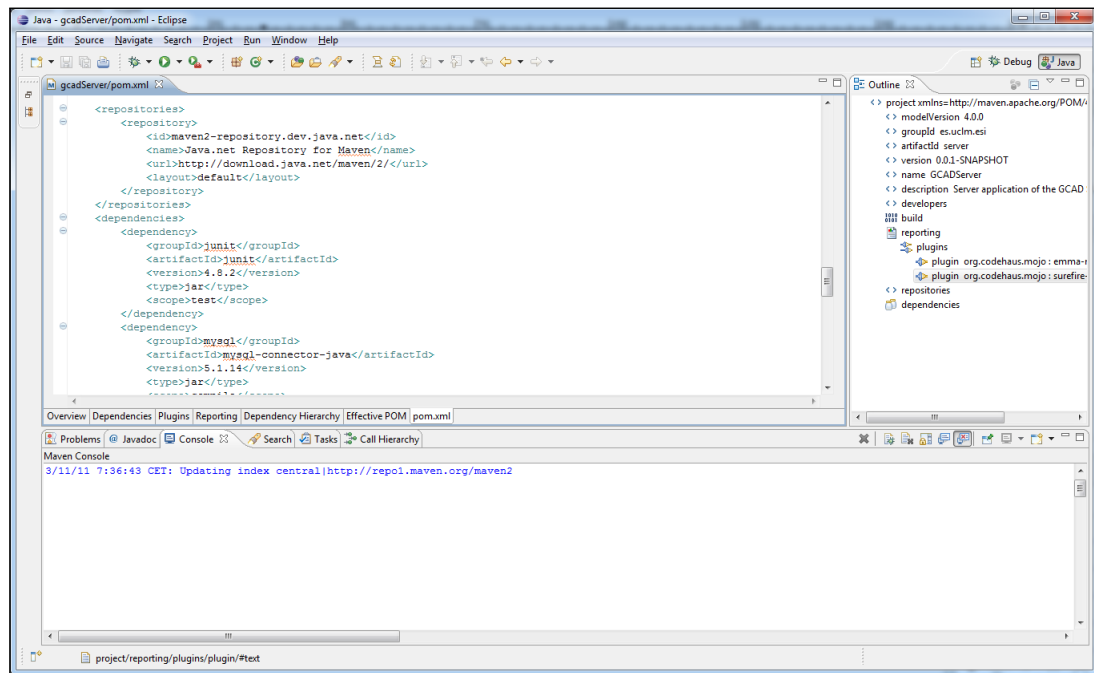 Java - gcadServer/pom.xml - Eclipse
File Edit Source Navigate Search Project Run Window Help
Debug Java
gcadServer/pom.xml
<repositories>
<repository>
<id>maven2-repository.dev.java.net</id>
<name>Java.net Repository for Maven</name>
<url>http://download.java.net/maven/2/</url>
<layout>default</layout>
</repository>
</repositories>
<dependencies>
<dependency>
<groupId>junit</groupId>
<artifactId>junit</artifactId>
<version>4.8.2</version>
<type>jar</type>
<scope>test</scope>
</dependency>
<dependency>
<groupId>mysql</groupId>
<artifactId>mysql-connector-java</artifactId>
<version>5.1.14</version>
<type>jar</type>
Overview Dependencies Plugins Reporting Dependency Hierarchy Effective POM pom.xml
Outline
project xmlns=http://maven.apache.org/POM/4
modelVersion 4.0.0
groupId es.uclm.esi
artifactId server
version 0.0.1-SNAPSHOT
name GCADServer
description Server application of the GCAD
developers
build
reporting
plugins
plugin org.codehaus.mojo : emma-r
plugin org.codehaus.mojo : surefire-
repositories
dependencies
Problems @ Javadoc Console Search Tasks Call Hierarchy
Maven Console
3/11/11 7:36:43 CET: Updating index central|http://repo1.maven.org/maven2
project/reporting/plugins/plugin/#text